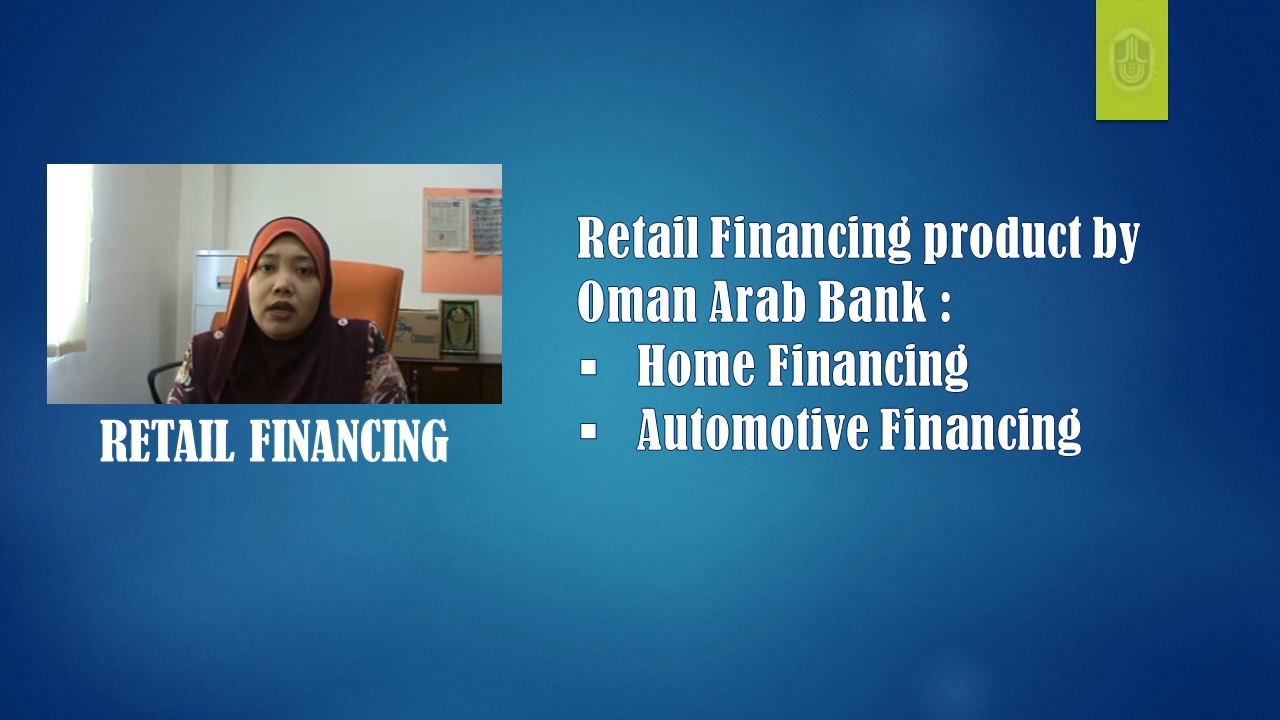 RETAIL FINANCING
Retail Financing product by
Oman Arab Bank :
▪ Home Financing
▪ Automotive Financing